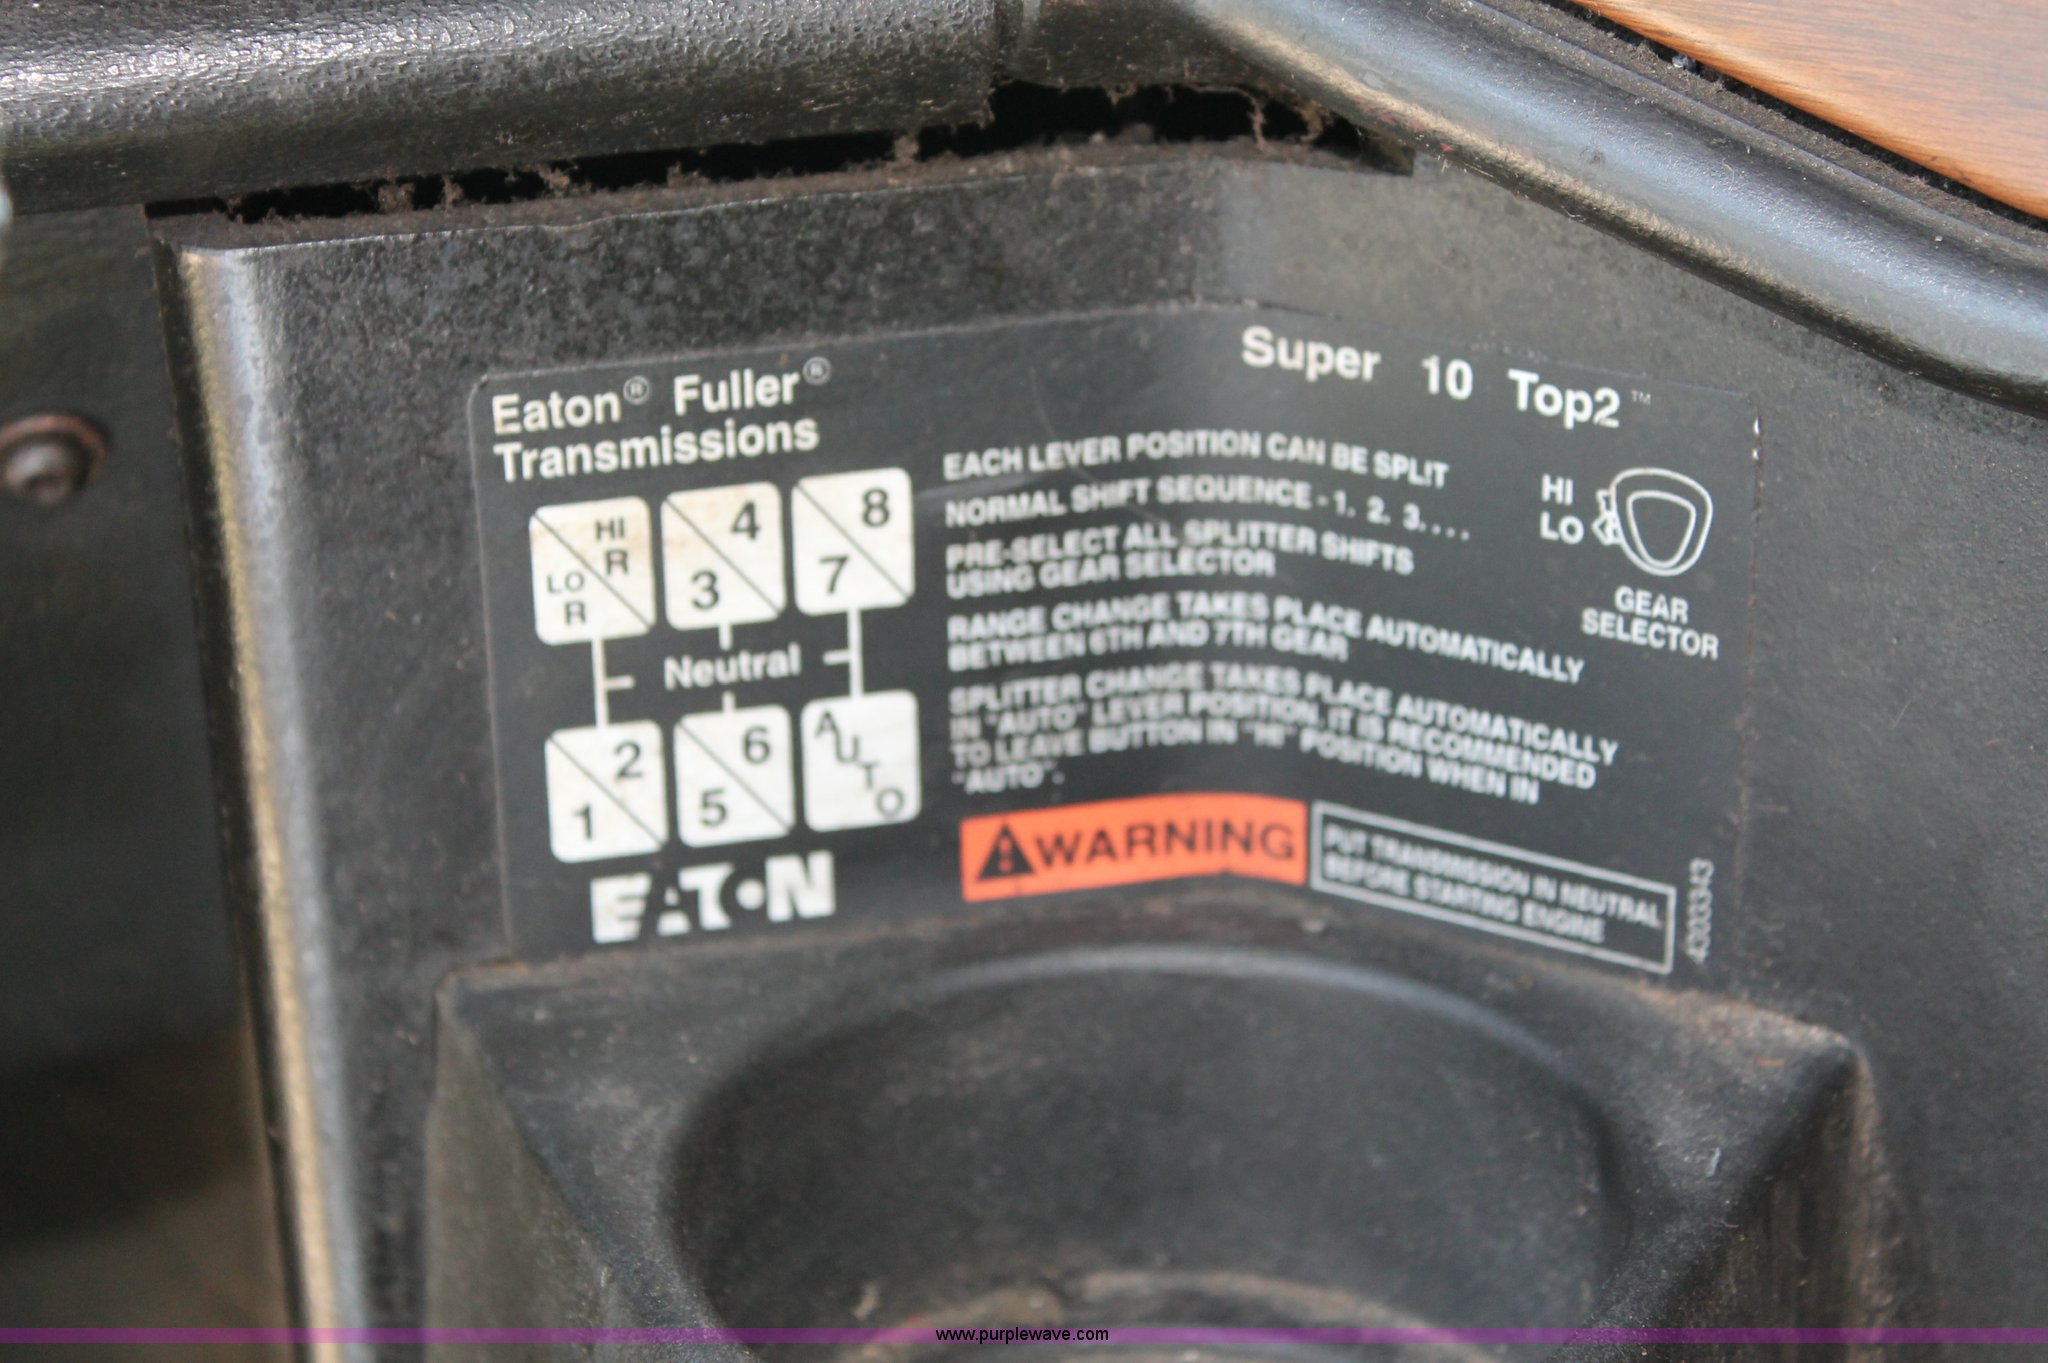 Eaton® Fuller®
Transmissions
Super 10 Top2™
HI
R
LO
R
4
3
8
7
Neutral
2
1
6
5
AUTO
EATON
EACH LEVER POSITION CAN BE SPLIT
NORMAL SHIFT SEQUENCE - 1, 2, 3. . . .
PRE-SELECT ALL SPLITTER SHIFTS
USING GEAR SELECTOR
RANGE CHANGE TAKES PLACE AUTOMATICALLY
BETWEEN 6TH AND 7TH GEAR
SPLITTER CHANGE TAKES PLACE AUTOMATICALLY
IN "AUTO" LEVER POSITION. IT IS RECOMMENDED
TO LEAVE BUTTON IN "HI" POSITION WHEN IN
"AUTO".
HI
LO
GEAR
SELECTOR
WARNING
PUT TRANSMISSION IN NEUTRAL
BEFORE STARTING ENGINE
4303343
www.purplewave.com